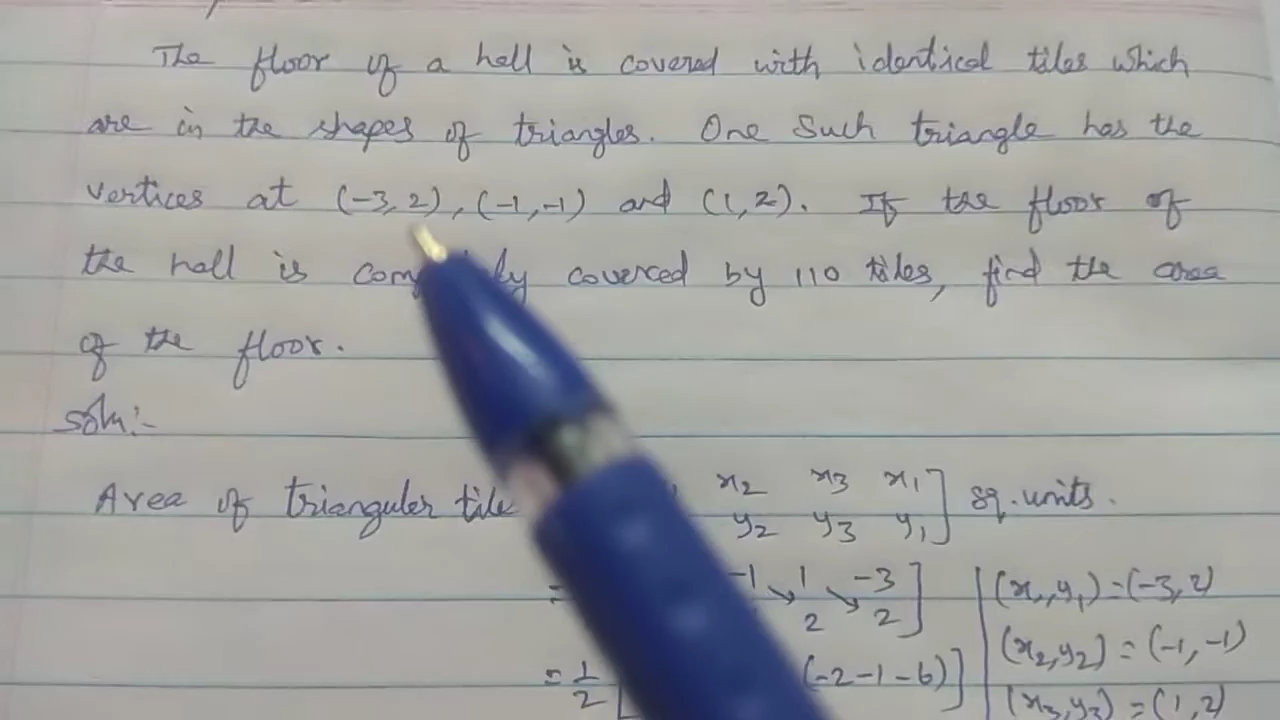 The floor of a hall is covered with identical tiles which
are in the shapes of triangles. One such triangle has the
vertices at (-3,2), (-1,-1) and (1,2). If the floor of
the hall is covered by 110 tiles, find the area
of the floor.
Soln:-
Area of triangular tile x2 x3 x1 ] sq.units.
y2 y3 y1
= -1 1 -3 ] | (x1,y1) = (-3,2)
2 2 | (x2,y2) = (-1,-1)
= 1/2 [ (-2-1-6)] | (x3,y3) = (1,2)